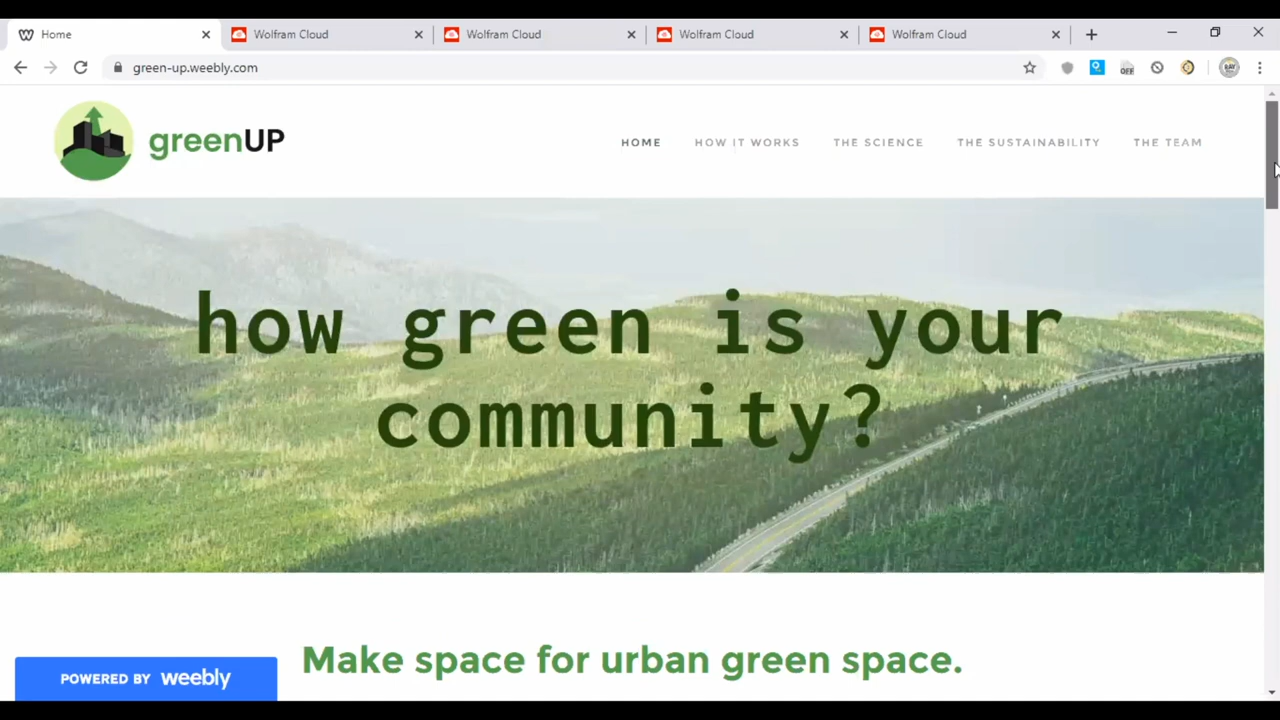 Home
Wolfram Cloud
Wolfram Cloud
Wolfram Cloud
Wolfram Cloud
green-up.weebly.com
OFF
greenUP
HOME
HOW IT WORKS
THE SCIENCE
THE SUSTAINABILITY
THE TEAM
how green is your
community?
Make space for urban green space.
POWERED BY weebly